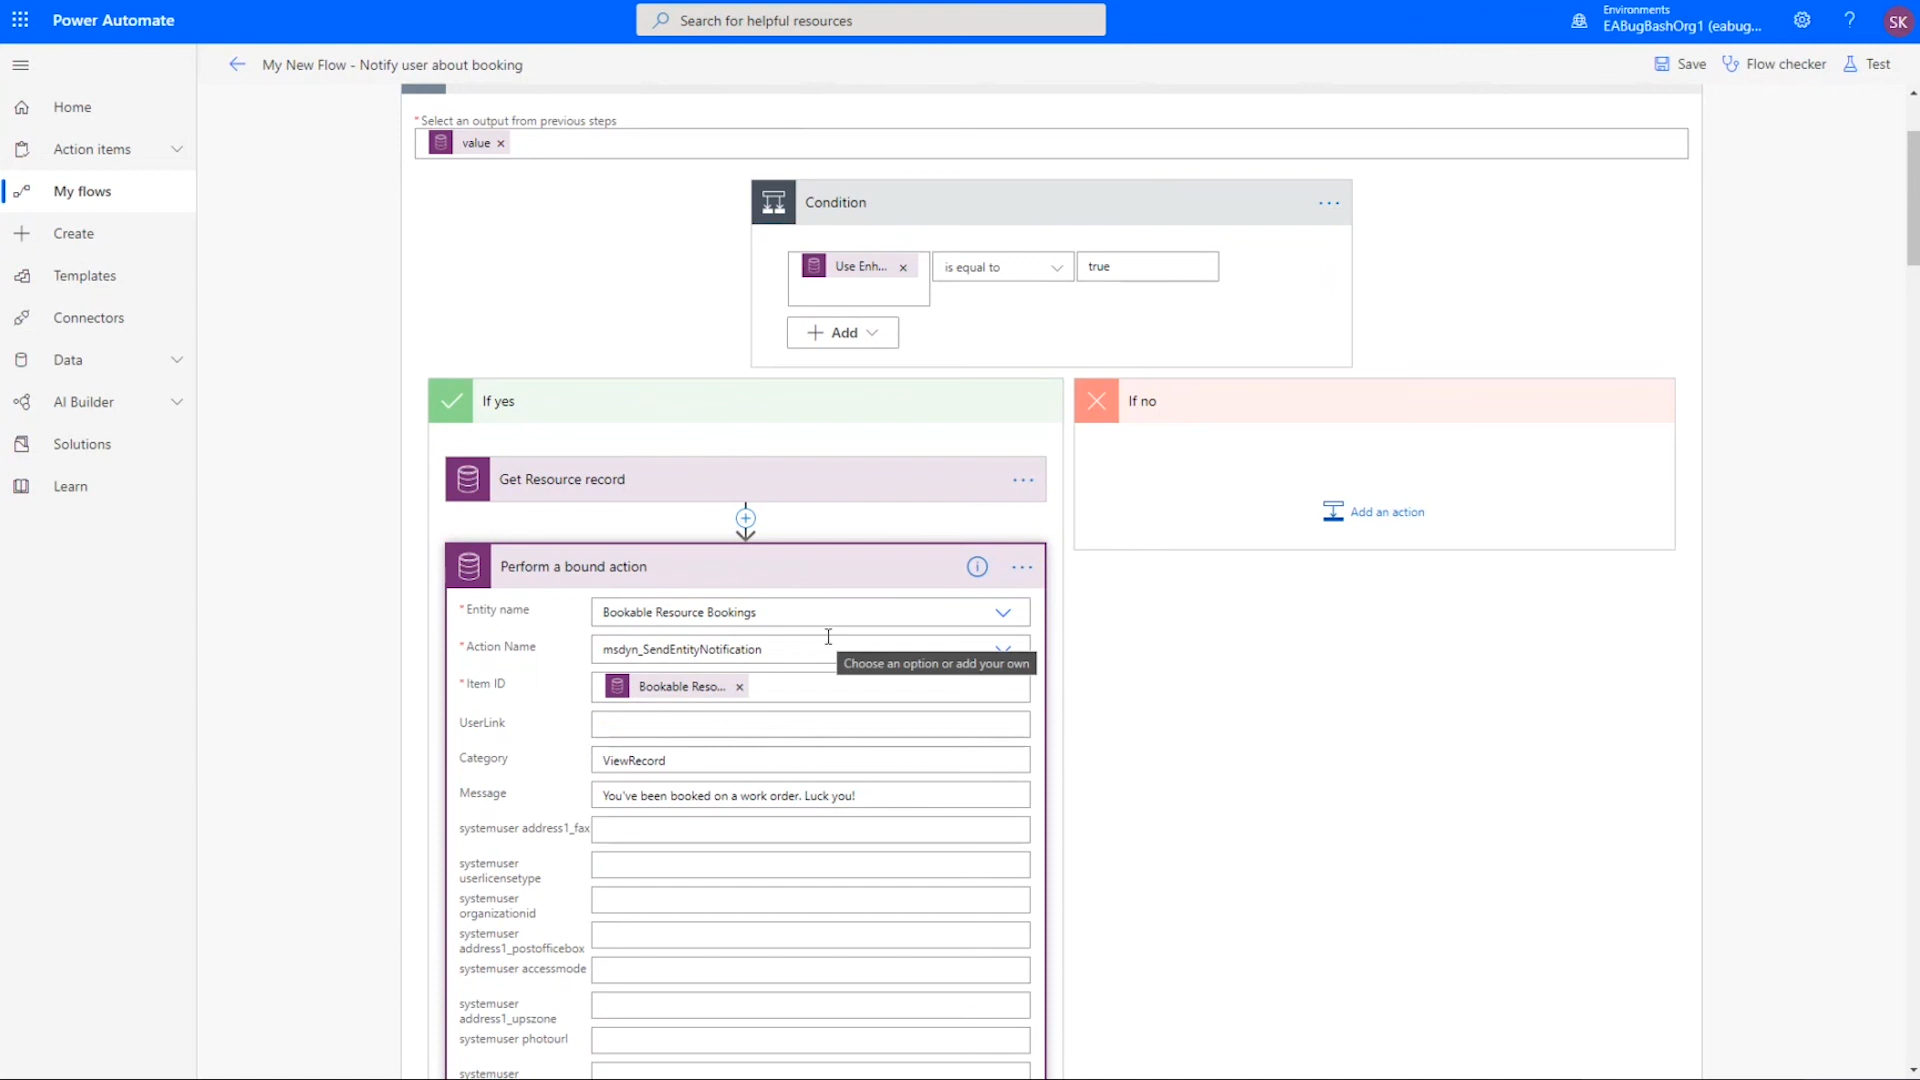 Power Automate
Search for helpful resources
Environments
EABugBashOrg1 (eabug...
?
SK
My New Flow - Notify user about booking
Save
Flow checker
Test
Home
Action items
My flows
Create
Templates
Connectors
Data
AI Builder
Solutions
Learn
* Select an output from previous steps
value ×
Condition
...
Use Enh... ×
is equal to
true
+ Add
If yes
If no
Get Resource record
...
Add an action
Perform a bound action
...
* Entity name
Bookable Resource Bookings
* Action Name
msdyn_SendEntityNotification
Choose an option or add your own
* Item ID
Bookable Reso... ×
UserLink
Category
ViewRecord
Message
You've been booked on a work order. Luck you!
systemuser address1_fax
systemuser
userlicensetype
systemuser
organizationid
systemuser
address1_postofficebox
systemuser accessmode
systemuser
address1_upszone
systemuser photourl
systemuser